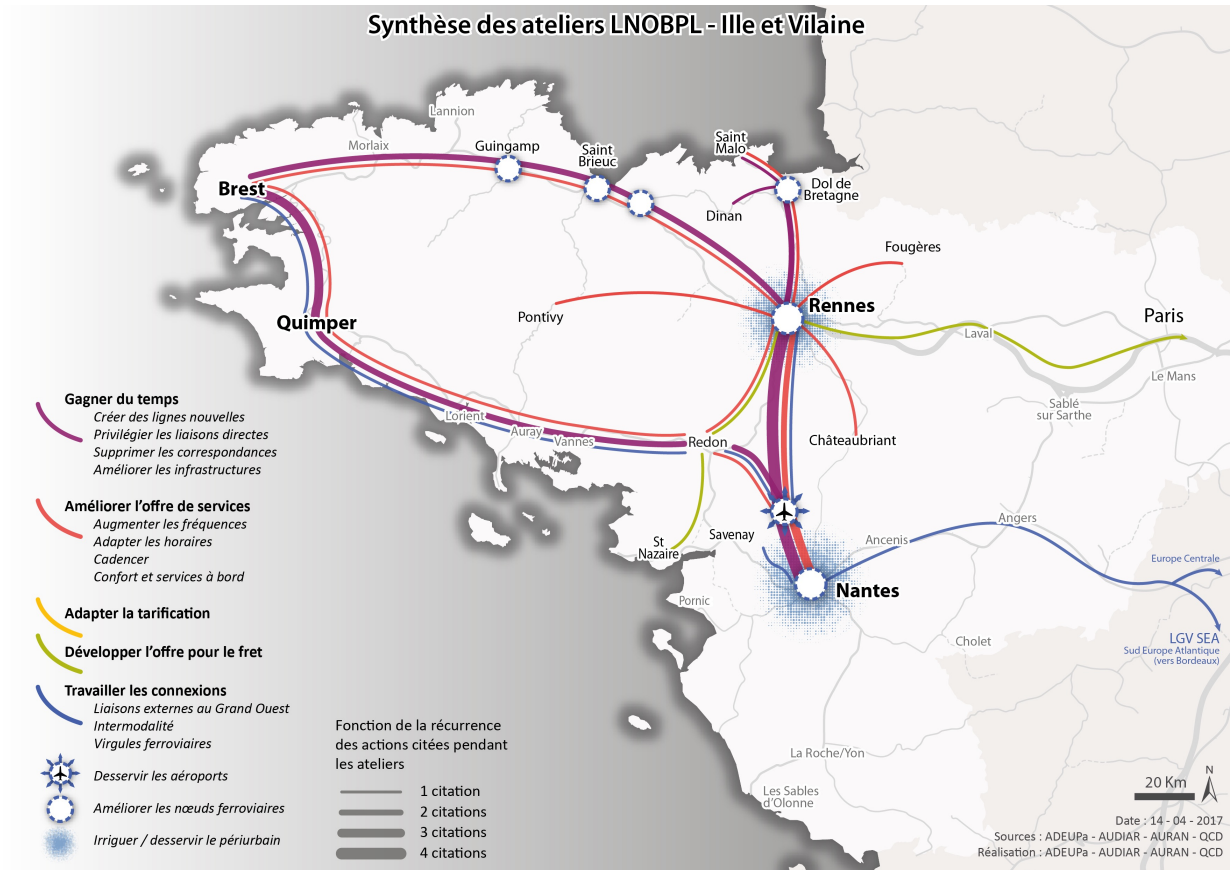 Synthèse des ateliers LNOBPL - Ille et Vilaine
Lannion
Morlaix
Guingamp
Saint
Brieuc
Saint
Malo
Dol de
Bretagne
Dinan
Brest
Fougères
Rennes
Quimper
Pontivy
Laval
Paris
Le Mans
Sablé
sur Sarthe
Lorient
Auray
Vannes
Redon
Châteaubriant
St
Nazaire
Savenay
Ancenis
Angers
Nantes
Pornic
Cholet
Europe Centrale
LGV SEA
Sud Europe Atlantique
(vers Bordeaux)
La Roche/Yon
Les Sables
d'Olonne
Gagner du temps
Créer des lignes nouvelles
Privilégier les liaisons directes
Supprimer les correspondances
Améliorer les infrastructures
Améliorer l'offre de services
Augmenter les fréquences
Adapter les horaires
Cadencer
Confort et services à bord
Adapter la tarification
Développer l'offre pour le fret
Travailler les connexions
Liaisons externes au Grand Ouest
Intermodalité
Virgules ferroviaires
Desservir les aéroports
Améliorer les nœuds ferroviaires
Irriguer / desservir le périurbain
Fonction de la récurrence
des actions citées pendant
les ateliers
1 citation
2 citations
3 citations
4 citations
20 Km
N
Date : 14 - 04 - 2017
Sources : ADEUPa - AUDIAR - AURAN - QCD
Réalisation : ADEUPa - AUDIAR - AURAN - QCD